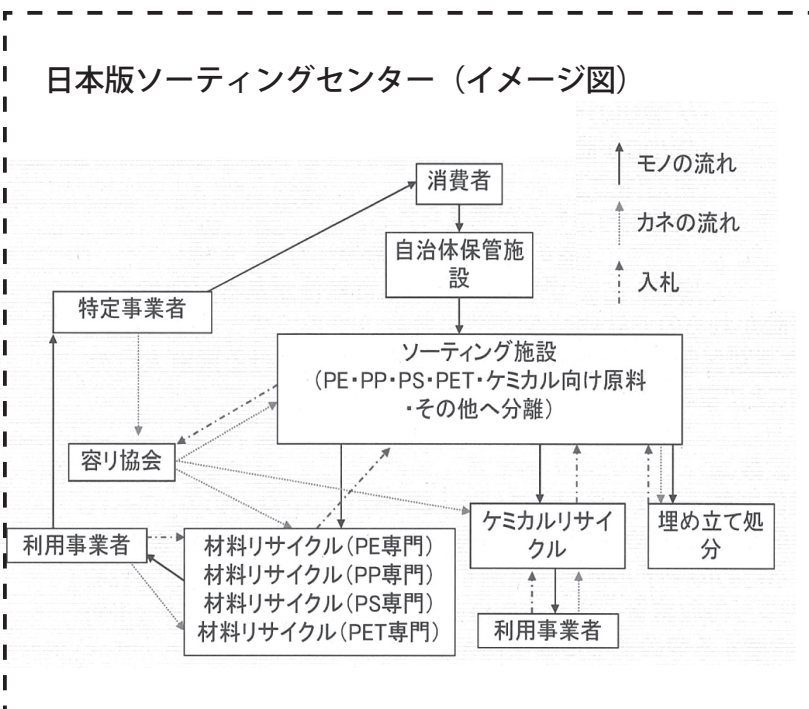 日本版ソーティングセンター（イメージ図）
モノの流れ
カネの流れ
入札
消費者
自治体保管施
設
特定事業者
ソーティング施設
（PE・PP・PS・PET・ケミカル向け原料
・その他へ分離）
容リ協会
利用事業者
材料リサイクル（PE専門）
材料リサイクル（PP専門）
材料リサイクル（PS専門）
材料リサイクル（PET専門）
ケミカルリサイ
クル
埋め立て処
分
利用事業者